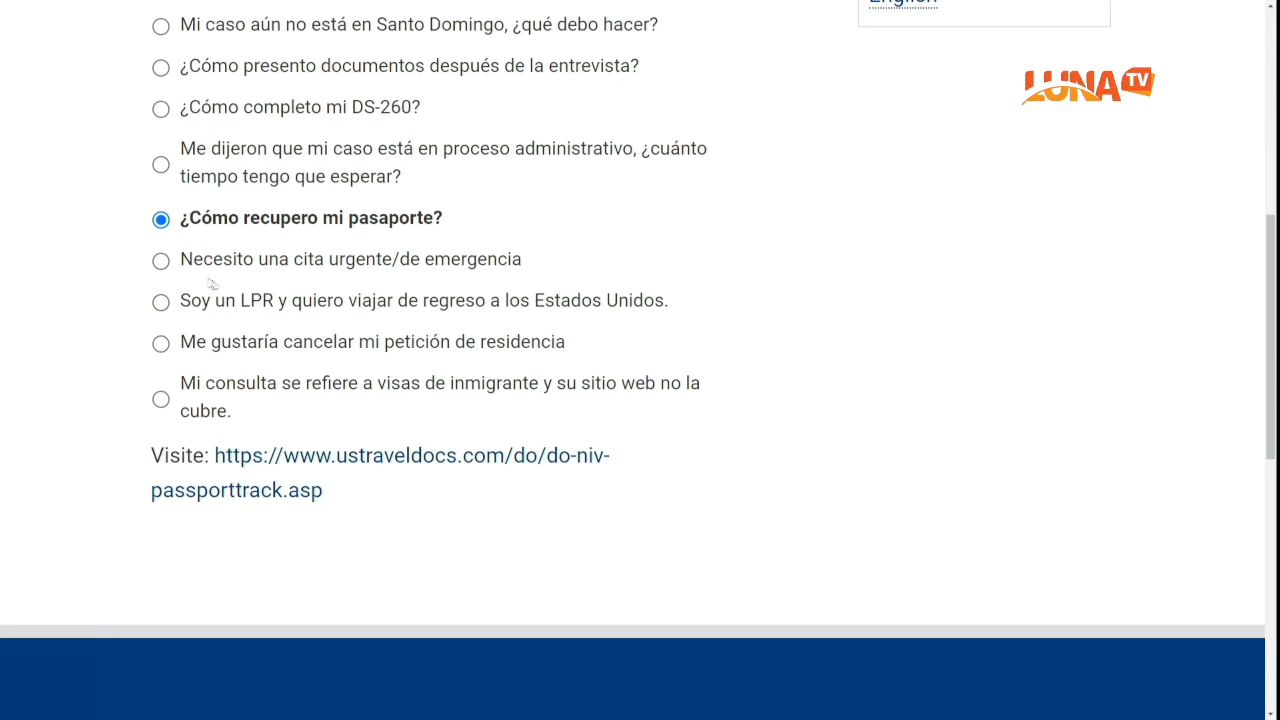 English
LUNA TV
Mi caso aún no está en Santo Domingo, ¿qué debo hacer?
¿Cómo presento documentos después de la entrevista?
¿Cómo completo mi DS-260?
Me dijeron que mi caso está en proceso administrativo, ¿cuánto
tiempo tengo que esperar?
¿Cómo recupero mi pasaporte?
Necesito una cita urgente/de emergencia
Soy un LPR y quiero viajar de regreso a los Estados Unidos.
Me gustaría cancelar mi petición de residencia
Mi consulta se refiere a visas de inmigrante y su sitio web no la
cubre.
Visite: https://www.ustraveldocs.com/do/do-niv-
passporttrack.asp